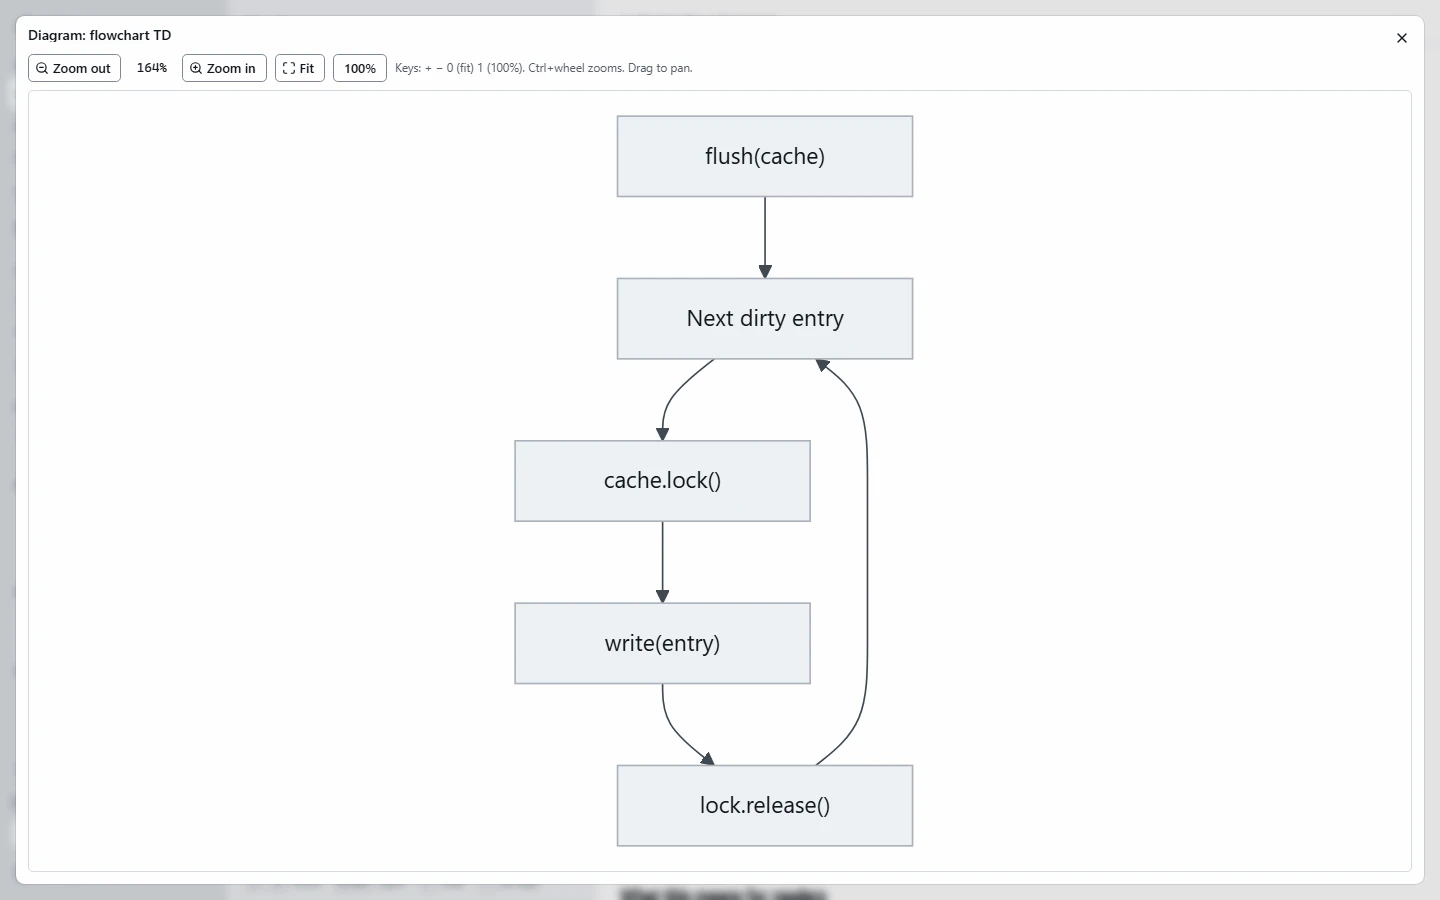 Diagram: flowchart TD
Zoom out 164% Zoom in Fit 100% Keys: + − 0 (fit) 1 (100%). Ctrl+wheel zooms. Drag to pan.
flush(cache)
Next dirty entry
cache.lock()
write(entry)
lock.release()